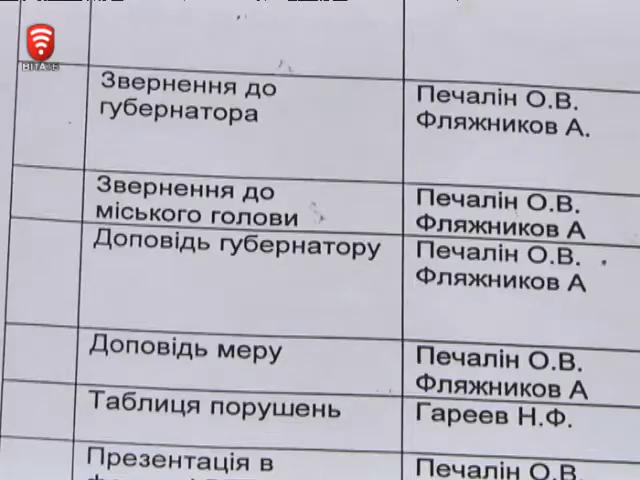 ВІТА
Звернення до
губернатора
Печалін О.В.
Фляжников А.
Звернення до
міського голови
Печалін О.В.
Фляжников А
Доповідь губернатору
Печалін О.В.
Фляжников А
Доповідь меру
Печалін О.В.
Фляжников А
Таблиця порушень
Гареев Н.Ф.
Презентація в
Печалін О.В.